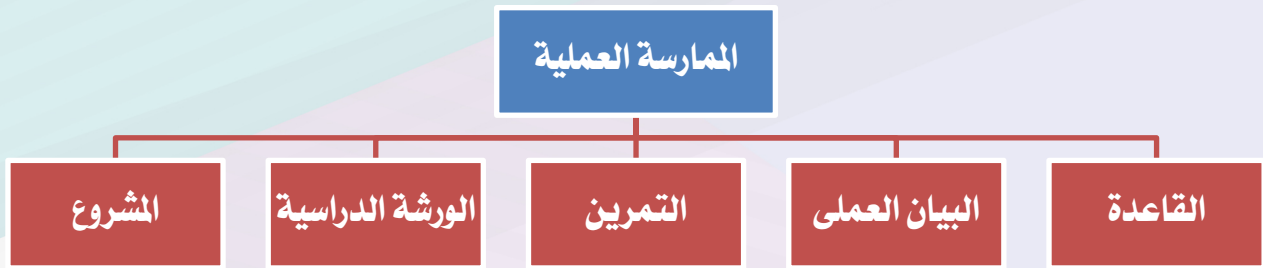 الممارسة العملية
القاعدة
البيان العملى
التمرين
الورشة الدراسية
المشروع